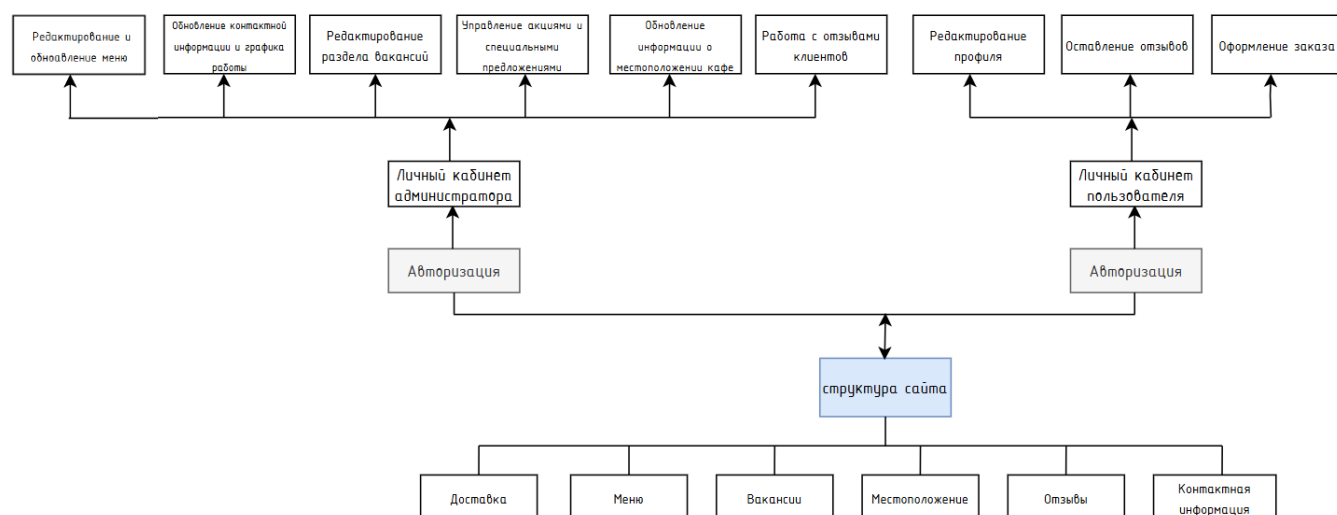 Редактирование и
обноавление меню
Обновление контактной
информации и графика
работы
Редактирование
раздела вакансий
Управление акциями и
специальными
предложениями
Обновление
информации о
местоположении кафе
Работа с отзывами
клиентов
Редактирование
профиля
Оставление отзывов
Оформление заказа
Личный кабинет
администратора
Личный кабинет
пользователя
Авторизация
Авторизация
структура сайта
Доставка
Меню
Вакансии
Местоположение
Отзывы
Контактная
информация